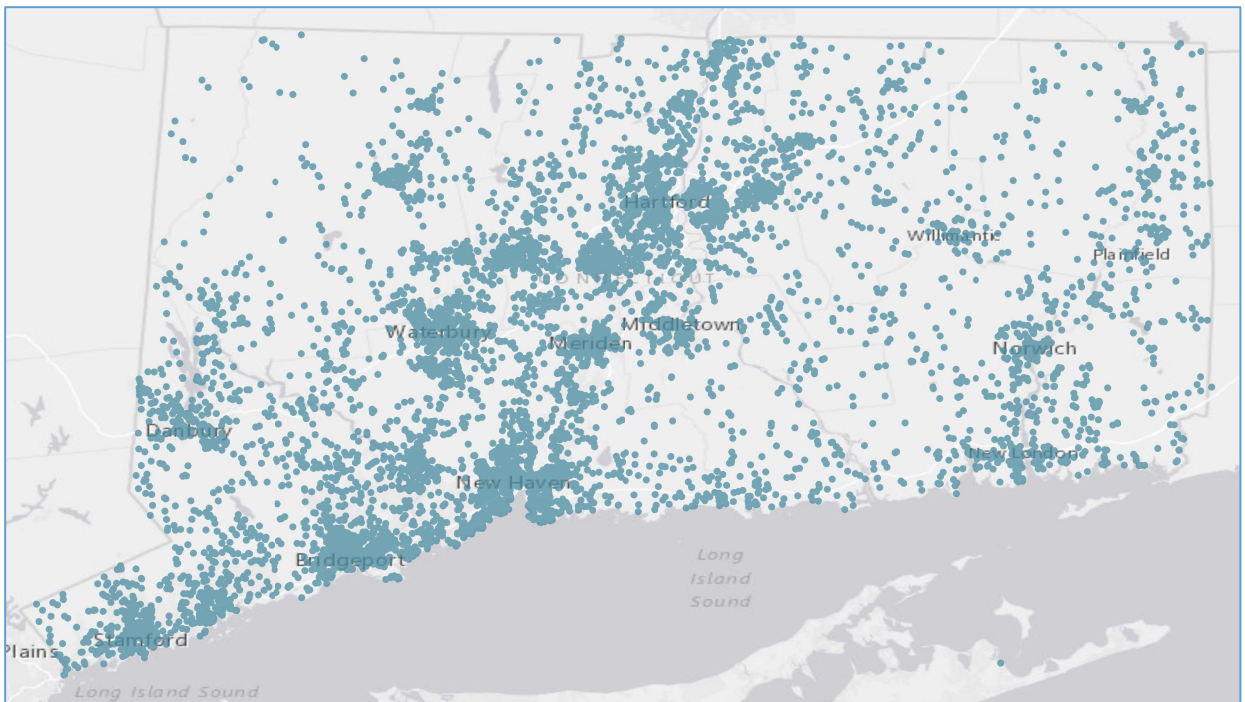 Hartford
Willimantic
Plainfield
CONNECTICUT
Waterbury
Middletown
Meriden
Norwich
Danbury
New London
New Haven
Bridgeport
Long
Island
Sound
Stamford
Plains
Long Island Sound